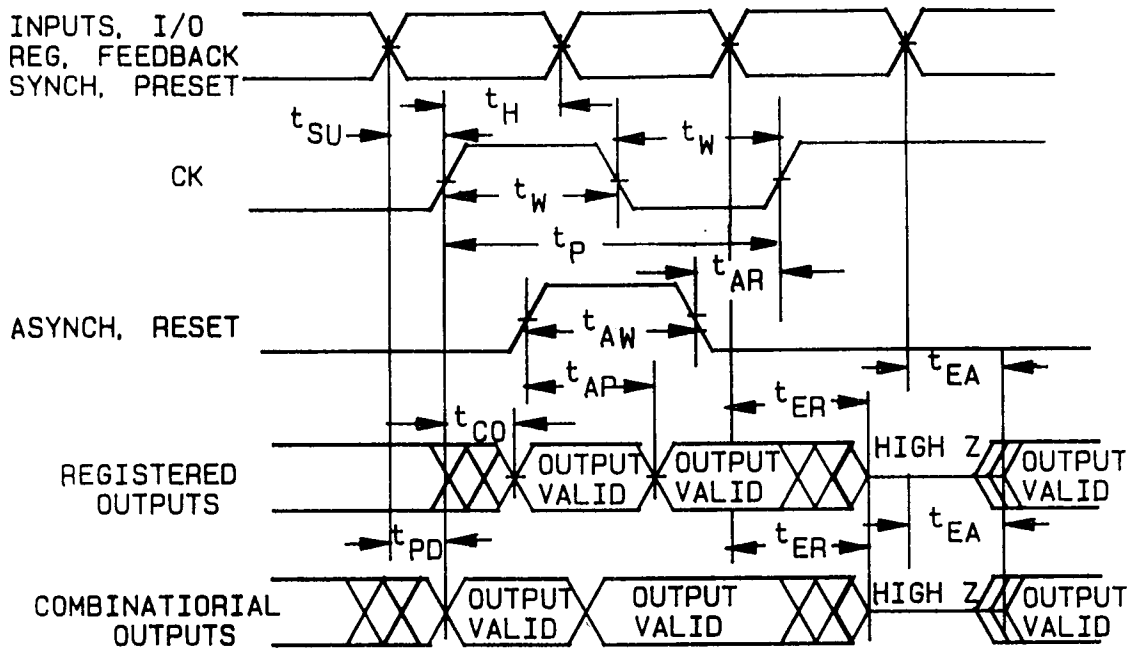 INPUTS, I/O
REG, FEEDBACK
SYNCH, PRESET
tSU
tH
tW
CK
tW
tP
tAR
ASYNCH, RESET
tAW
tEA
tAP
tER
tCO
HIGH Z
REGISTERED
OUTPUTS
OUTPUT
VALID
OUTPUT
VALID
OUTPUT
VALID
tPD
tER
tEA
HIGH Z
COMBINATIORIAL
OUTPUTS
OUTPUT
VALID
OUTPUT
VALID
OUTPUT
VALID